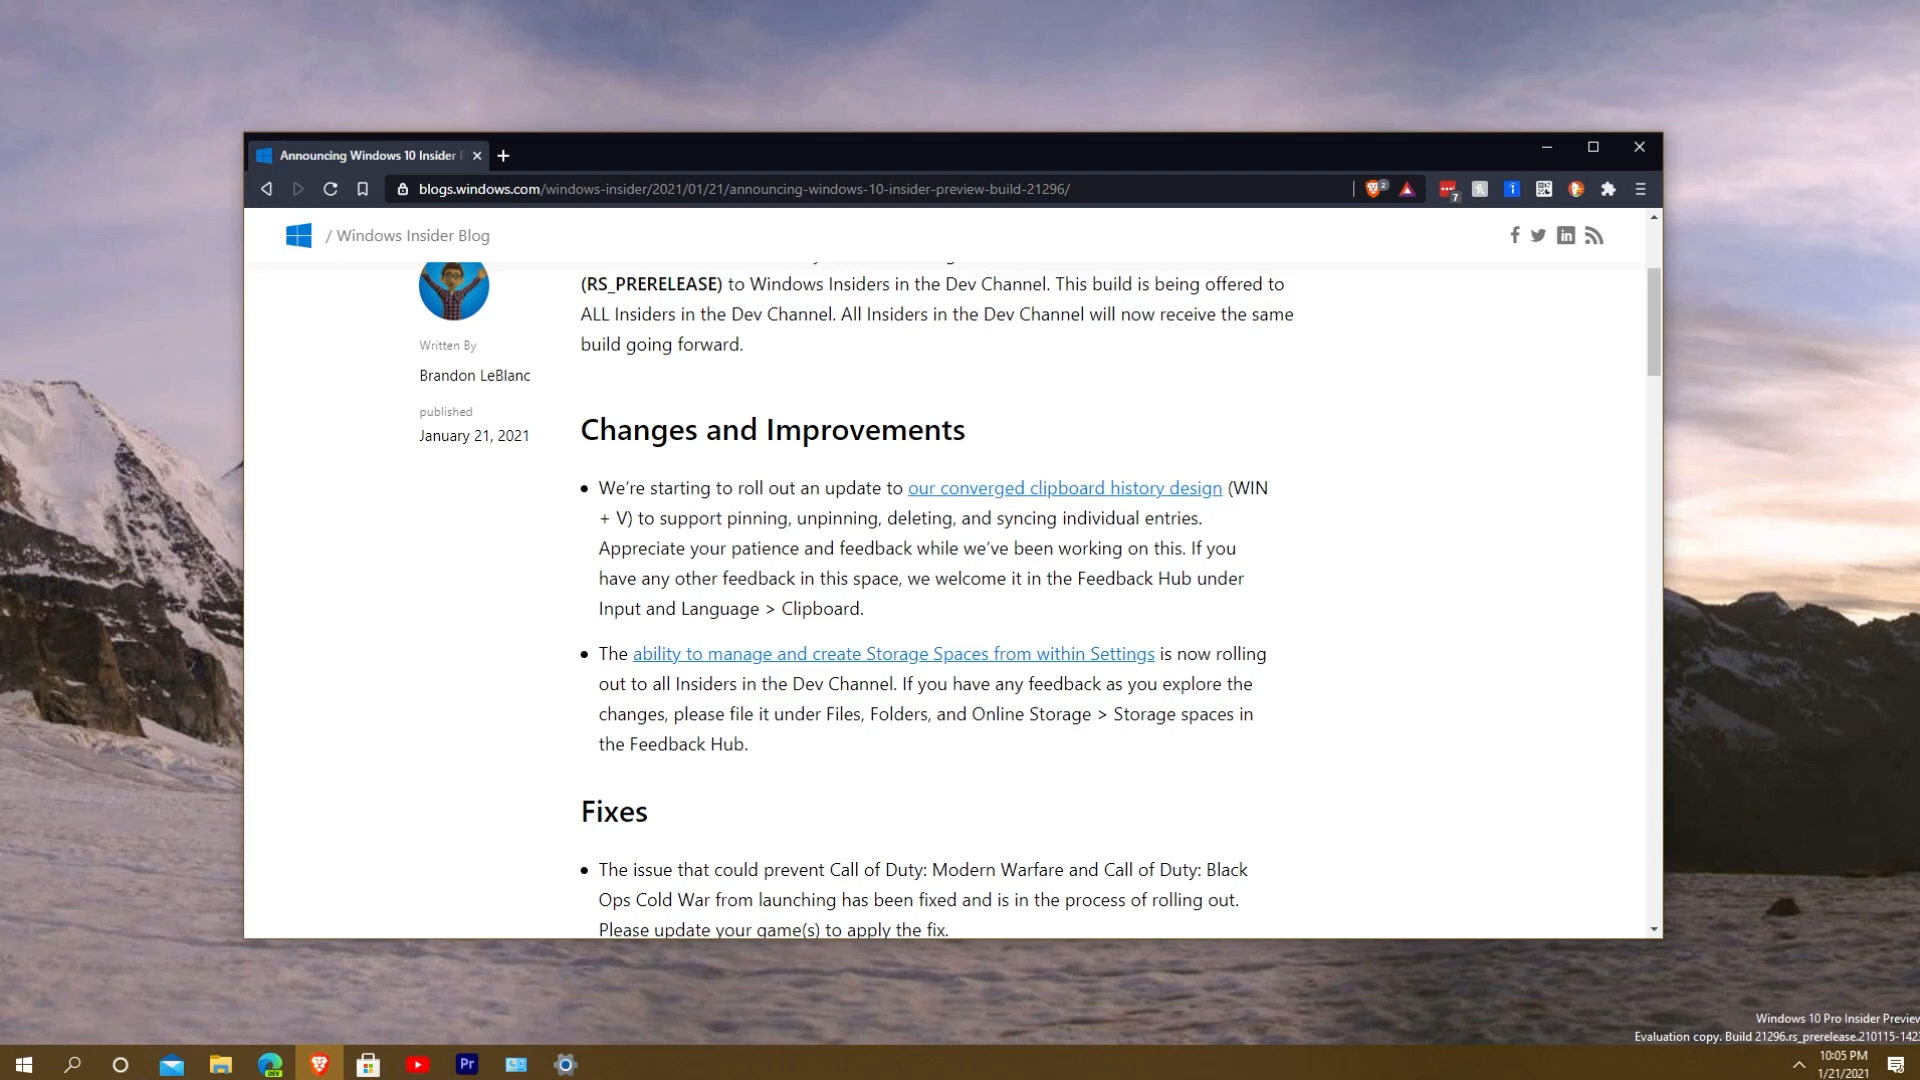 Announcing Windows 10 Insider
blogs.windows.com/windows-insider/2021/01/21/announcing-windows-10-insider-preview-build-21296/
2
7
/ Windows Insider Blog
(RS_PRERELEASE) to Windows Insiders in the Dev Channel. This build is being offered to
ALL Insiders in the Dev Channel. All Insiders in the Dev Channel will now receive the same
build going forward.
Written By
Brandon LeBlanc
published
January 21, 2021
Changes and Improvements
• We're starting to roll out an update to our converged clipboard history design (WIN
+ V) to support pinning, unpinning, deleting, and syncing individual entries.
Appreciate your patience and feedback while we've been working on this. If you
have any other feedback in this space, we welcome it in the Feedback Hub under
Input and Language > Clipboard.
• The ability to manage and create Storage Spaces from within Settings is now rolling
out to all Insiders in the Dev Channel. If you have any feedback as you explore the
changes, please file it under Files, Folders, and Online Storage > Storage spaces in
the Feedback Hub.
Fixes
• The issue that could prevent Call of Duty: Modern Warfare and Call of Duty: Black
Ops Cold War from launching has been fixed and is in the process of rolling out.
Please update your game(s) to apply the fix.
Windows 10 Pro Insider Preview
Evaluation copy. Build 21296.rs_prerelease.210115-142
DEV
Pr
10:05 PM
1/21/2021